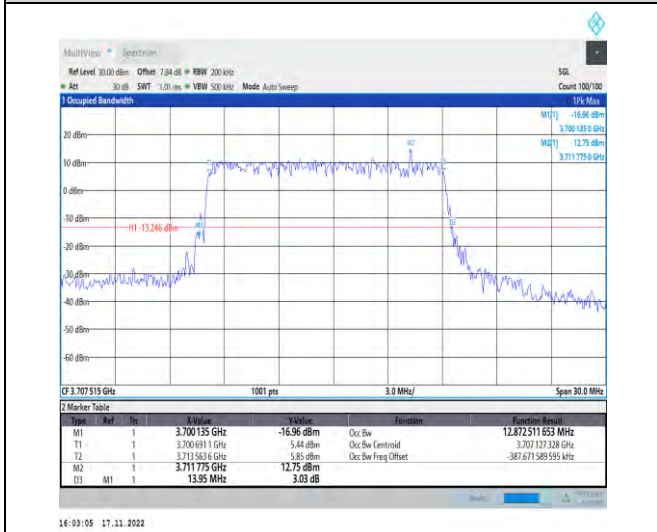 MultiView Spectrum
Ref Level 30.00 dBm Offset 7.84 dB RBW 200 kHz SGL
Att 30 dB SWT 1.01 ms VBW 500 kHz Mode Auto Sweep Count 100/100
1 Occupied Bandwidth 1Pk Max
M1[1] -16.96 dBm
3.700 135 0 GHz
20 dBm
M2[1] 12.75 dBm
3.711 775 0 GHz
M2
10 dBm
0 dBm
-10 dBm
H1 -13.246 dBm
D3
-20 dBm
-30 dBm
-40 dBm
-50 dBm
-60 dBm
CF 3.707 515 GHz 1001 pts 3.0 MHz/ Span 30.0 MHz
2 Marker Table
Type Ref Trc X-Value Y-Value Function Function Result
M1 1 3.700 135 GHz -16.96 dBm Occ Bw 12.872 511 653 MHz
T1 1 3.700 691 1 GHz 5.44 dBm Occ Bw Centroid 3.707 127 328 GHz
T2 1 3.713 563 6 GHz 5.85 dBm Occ Bw Freq Offset -387.671 589 595 kHz
M2 1 3.711 775 GHz 12.75 dBm
D3 M1 1 13.95 MHz 3.03 dB
16:03:05 17.11.2022